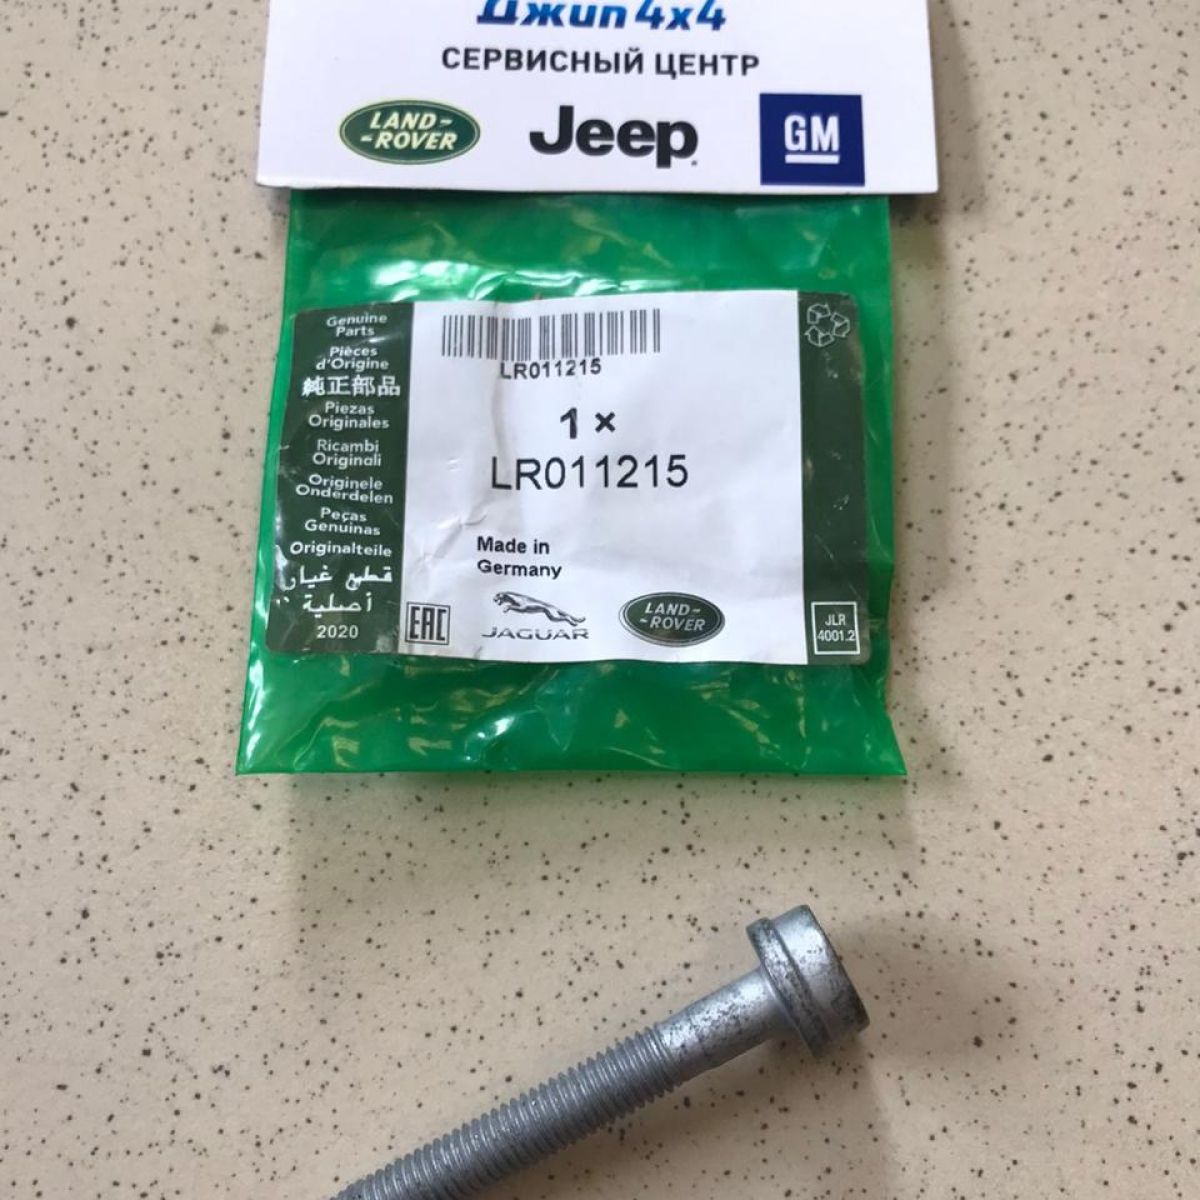 Джип 4x4
СЕРВИСНЫЙ ЦЕНТР
LAND-
-ROVER
Jeep
GM
Genuine
Parts
Pièces
d'Origine
純正部品
Piezas
Originales
Ricambi
Originali
Originele
Onderdelen
Peças
Genuinas
Originalteile
قطع غيار
أصلية
2020
LR011215
1 ×
LR011215
Made in
Germany
EAC
JAGUAR
LAND-
-ROVER
JLR
4001.2